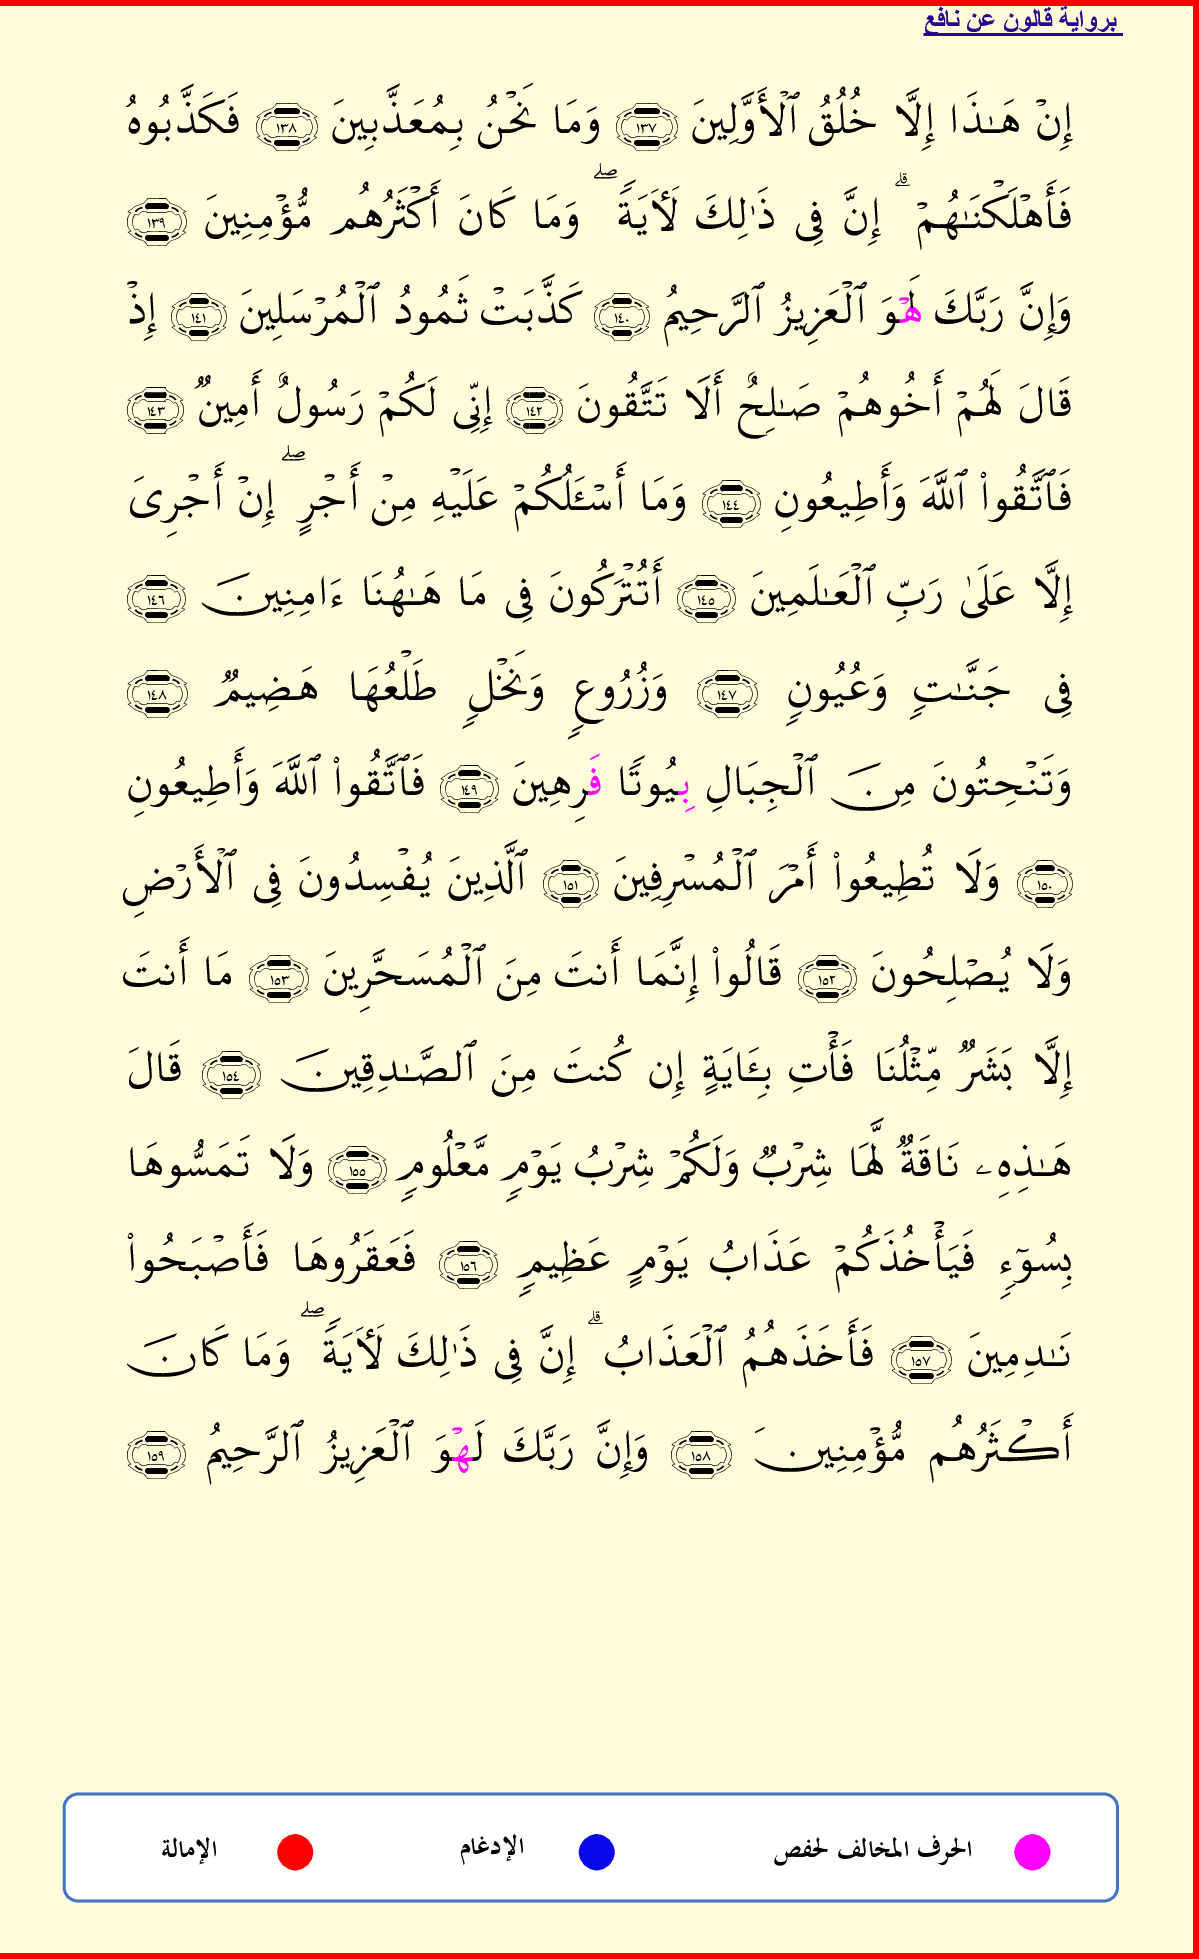 برواية قالون عن نافع
إِنْ هَـٰذَا إِلَّا خُلُقُ ٱلْأَوَّلِينَ ١٣٧ وَمَا نَحْنُ بِمُعَذَّبِينَ ١٣٨ فَكَذَّبُوهُ
فَأَهْلَكْنَـٰهُمْ ۗ إِنَّ فِى ذَٰلِكَ لَأٓيَةً ۖ وَمَا كَانَ أَكْثَرُهُم مُّؤْمِنِينَ ١٣٩
وَإِنَّ رَبَّكَ لَهْوَ ٱلْعَزِيزُ ٱلرَّحِيمُ ١٤٠ كَذَّبَتْ ثَمُودُ ٱلْمُرْسَلِينَ ١٤١ إِذْ
قَالَ لَهُمْ أَخُوهُمْ صَـٰلِحٌ أَلَا تَتَّقُونَ ١٤٢ إِنِّى لَكُمْ رَسُولٌ أَمِينٌ ١٤٣
فَٱتَّقُوا۟ ٱللَّهَ وَأَطِيعُونِ ١٤٤ وَمَا أَسْـَٔلُكُمْ عَلَيْهِ مِنْ أَجْرٍ ۖ إِنْ أَجْرِىَ
إِلَّا عَلَىٰ رَبِّ ٱلْعَـٰلَمِينَ ١٤٥ أَتُتْرَكُونَ فِى مَا هَـٰهُنَا ءَامِنِينَ ١٤٦
فِى جَنَّـٰتٍ وَعُيُونٍ ١٤٧ وَزُرُوعٍ وَنَخْلٍ طَلْعُهَا هَضِيمٌ ١٤٨
وَتَنْحِتُونَ مِنَ ٱلْجِبَالِ بِيُوتًا فَرِهِينَ ١٤٩ فَٱتَّقُوا۟ ٱللَّهَ وَأَطِيعُونِ
١٥٠ وَلَا تُطِيعُوا۟ أَمْرَ ٱلْمُسْرِفِينَ ١٥١ ٱلَّذِينَ يُفْسِدُونَ فِى ٱلْأَرْضِ
وَلَا يُصْلِحُونَ ١٥٢ قَالُوا۟ إِنَّمَا أَنتَ مِنَ ٱلْمُسَحَّرِينَ ١٥٣ مَا أَنتَ
إِلَّا بَشَرٌ مِّثْلُنَا فَأْتِ بِـَٔايَةٍ إِن كُنتَ مِنَ ٱلصَّـٰدِقِينَ ١٥٤ قَالَ
هَـٰذِهِۦ نَاقَةٌ لَّهَا شِرْبٌ وَلَكُمْ شِرْبُ يَوْمٍ مَّعْلُومٍ ١٥٥ وَلَا تَمَسُّوهَا
بِسُوٓءٍ فَيَأْخُذَكُمْ عَذَابُ يَوْمٍ عَظِيمٍ ١٥٦ فَعَقَرُوهَا فَأَصْبَحُوا۟
نَـٰدِمِينَ ١٥٧ فَأَخَذَهُمُ ٱلْعَذَابُ ۗ إِنَّ فِى ذَٰلِكَ لَأٓيَةً ۖ وَمَا كَانَ
أَكْثَرُهُم مُّؤْمِنِينَ ١٥٨ وَإِنَّ رَبَّكَ لَهْوَ ٱلْعَزِيزُ ٱلرَّحِيمُ ١٥٩
الحرف المخالف لحفص الإدغام الإمالة